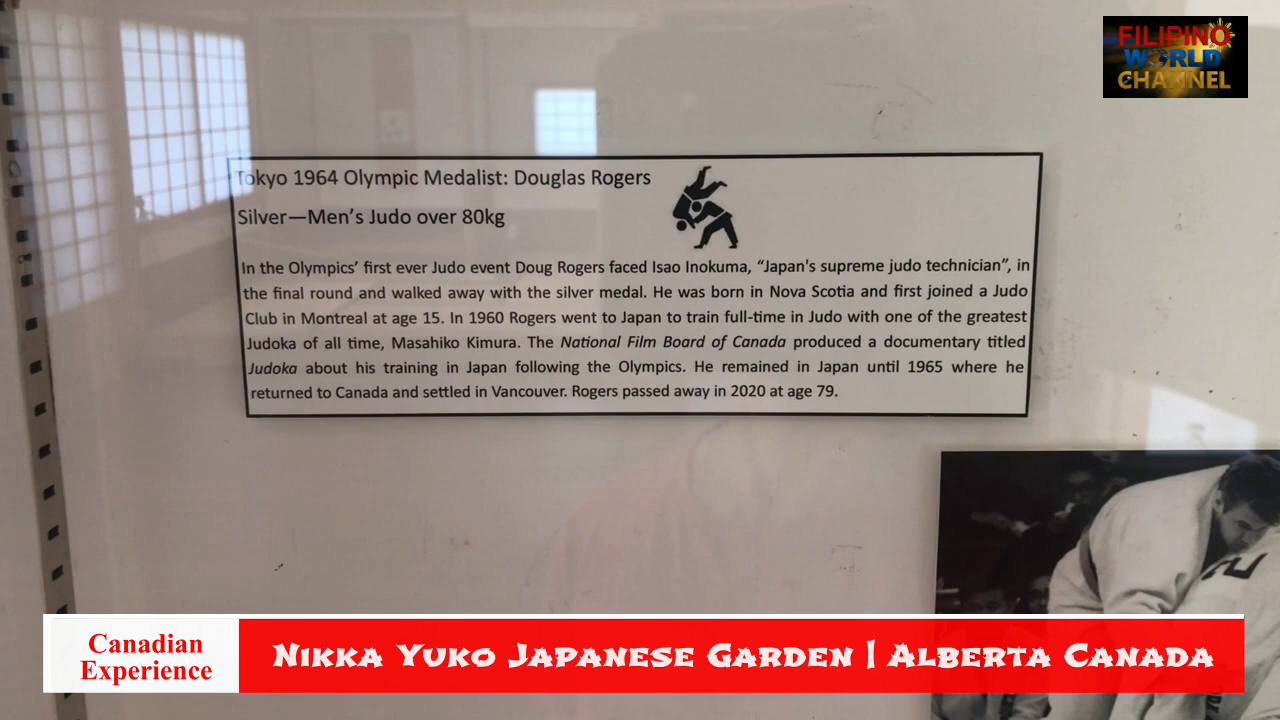 FILIPINO
WORLD
CHANNEL
Tokyo 1964 Olympic Medalist: Douglas Rogers
Silver—Men's Judo over 80kg
In the Olympics' first ever Judo event Doug Rogers faced Isao Inokuma, “Japan's supreme judo technician”, in
the final round and walked away with the silver medal. He was born in Nova Scotia and first joined a Judo
Club in Montreal at age 15. In 1960 Rogers went to Japan to train full-time in Judo with one of the greatest
Judoka of all time, Masahiko Kimura. The National Film Board of Canada produced a documentary titled
Judoka about his training in Japan following the Olympics. He remained in Japan until 1965 where he
returned to Canada and settled in Vancouver. Rogers passed away in 2020 at age 79.
Canadian
Experience
Nikka Yuko Japanese Garden | Alberta Canada